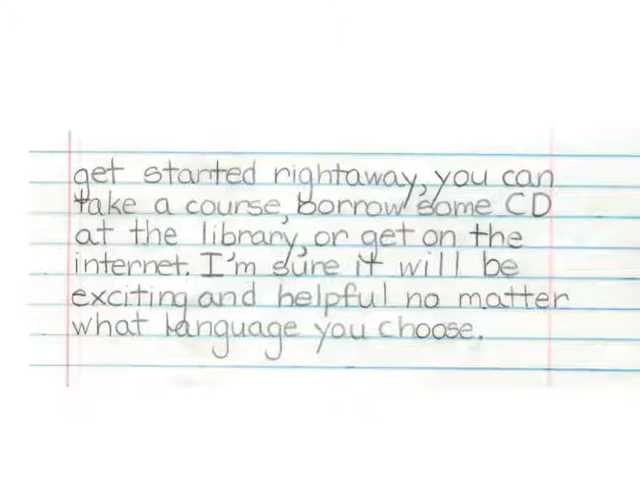 get started rightaway, you can
take a course, borrow some CD
at the library, or get on the
internet. I'm sure it will be
exciting and helpful no matter
what language you choose.